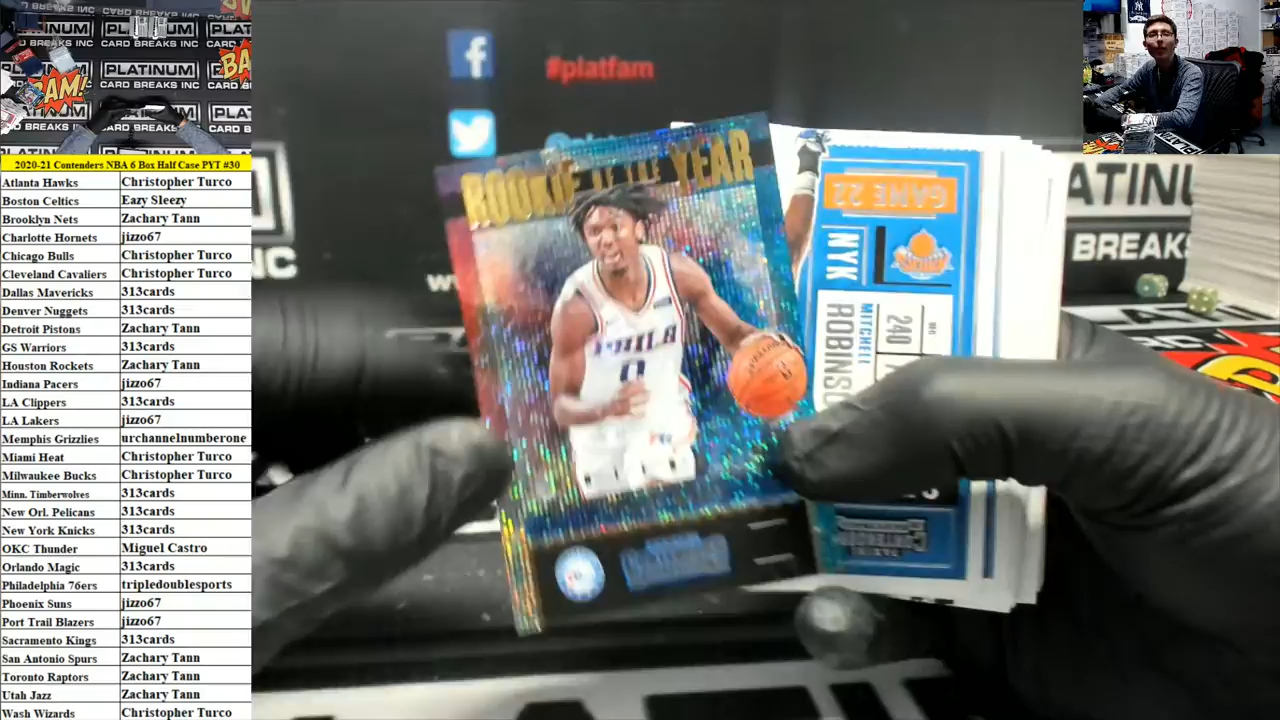 PLATINUM
CARD BREAKS INC
PLATINUM
CARD BREAKS INC
BAM!
#platfam
2020-21 Contenders NBA 6 Box Half Case PYT #30
Atlanta Hawks Christopher Turco
Boston Celtics Eazy Sleezy
Brooklyn Nets Zachary Tann
Charlotte Hornets jizzo67
Chicago Bulls Christopher Turco
Cleveland Cavaliers Christopher Turco
Dallas Mavericks 313cards
Denver Nuggets 313cards
Detroit Pistons Zachary Tann
GS Warriors 313cards
Houston Rockets Zachary Tann
Indiana Pacers jizzo67
LA Clippers 313cards
LA Lakers jizzo67
Memphis Grizzlies urchannelnumberone
Miami Heat Christopher Turco
Milwaukee Bucks Christopher Turco
Minn. Timberwolves 313cards
New Orl. Pelicans 313cards
New York Knicks 313cards
OKC Thunder Miguel Castro
Orlando Magic 313cards
Philadelphia 76ers tripledoublesports
Phoenix Suns jizzo67
Port Trail Blazers jizzo67
Sacramento Kings 313cards
San Antonio Spurs Zachary Tann
Toronto Raptors Zachary Tann
Utah Jazz Zachary Tann
Wash Wizards Christopher Turco
ROOKIE OF THE YEAR
PHILA
0
GAME 22
NYK
MITCHELL
ROBINS
240
BREAKS